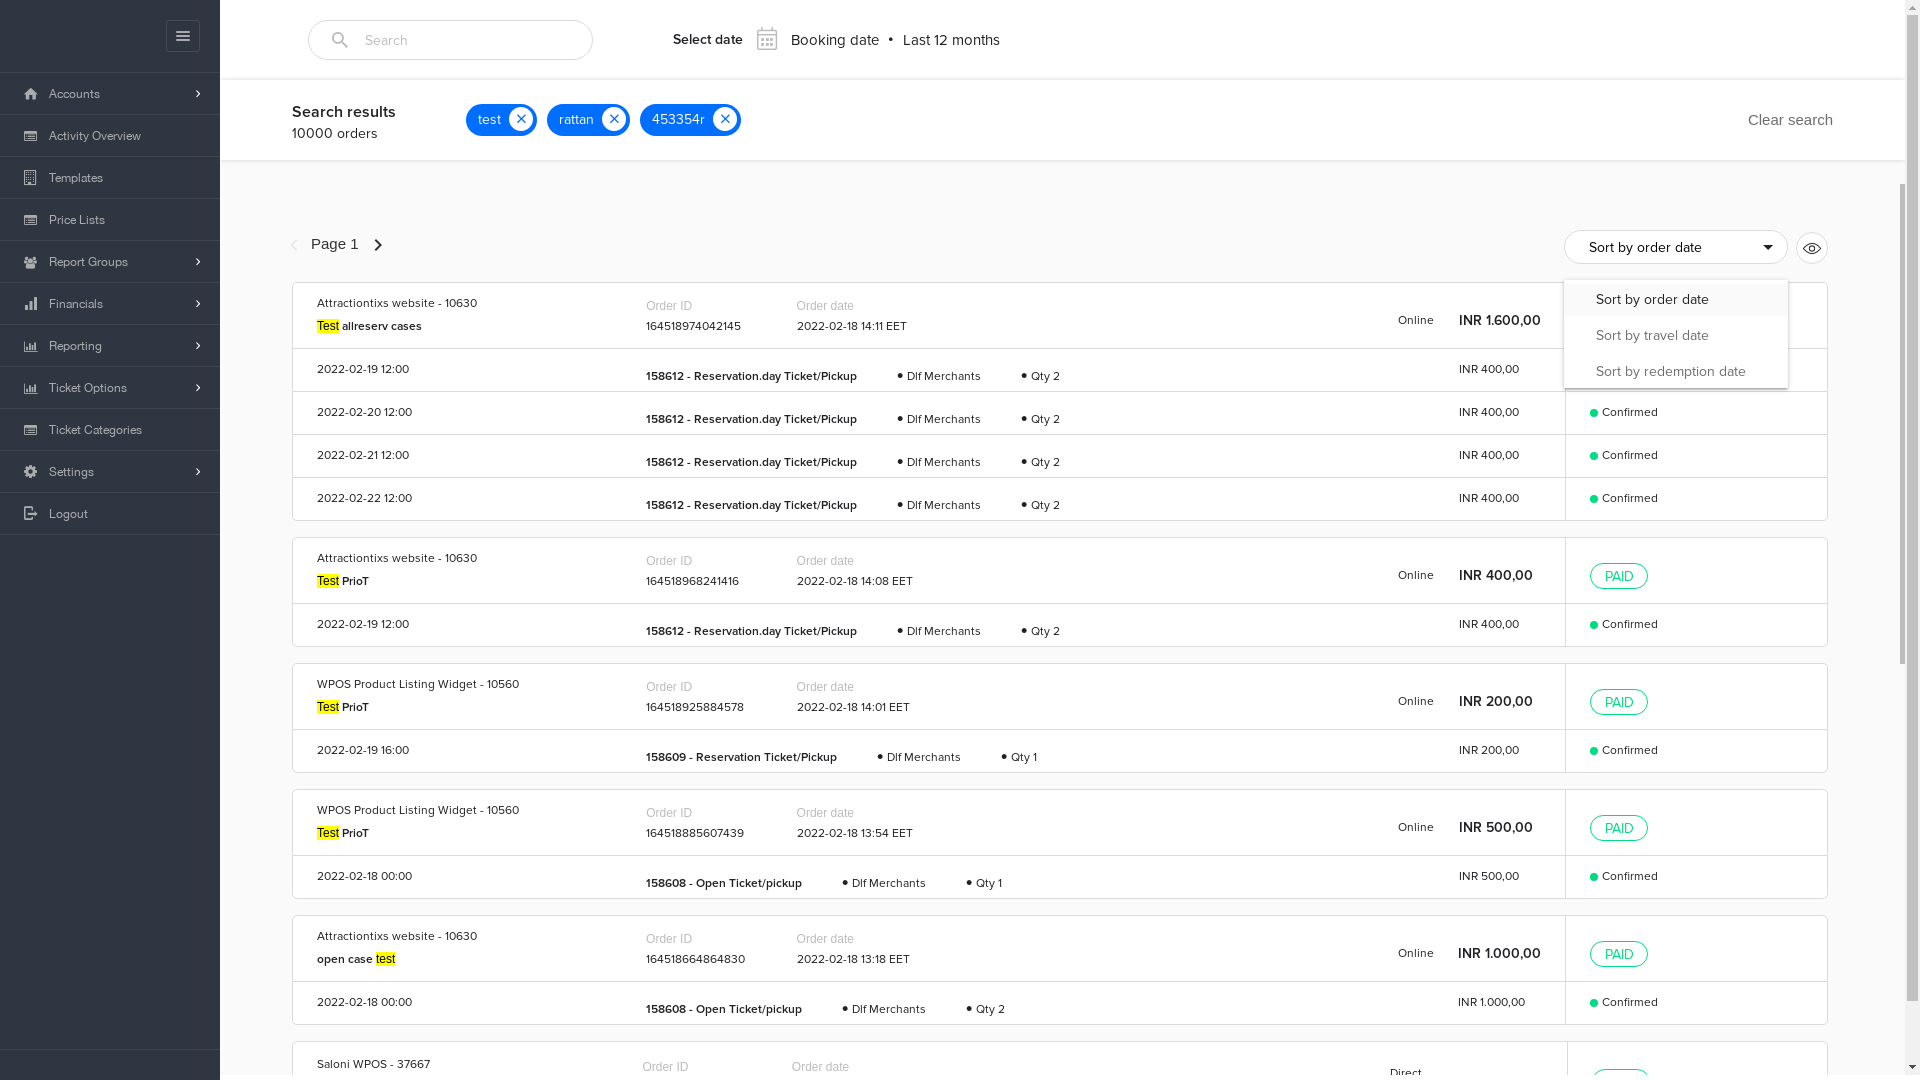 Search
Select date Booking date • Last 12 months
Accounts
Activity Overview
Templates
Price Lists
Report Groups
Financials
Reporting
Ticket Options
Ticket Categories
Settings
Logout
Search results
10000 orders
test
rattan
453354r
Clear search
Page 1
Sort by order date
Sort by order date
Sort by travel date
Sort by redemption date
Attractiontixs website - 10630 Order ID Order date
Test allreserv cases 164518974042145 2022-02-18 14:11 EET Online INR 1.600,00
2022-02-19 12:00 158612 - Reservation.day Ticket/Pickup • Dlf Merchants • Qty 2 INR 400,00
2022-02-20 12:00 158612 - Reservation.day Ticket/Pickup • Dlf Merchants • Qty 2 INR 400,00 Confirmed
2022-02-21 12:00 158612 - Reservation.day Ticket/Pickup • Dlf Merchants • Qty 2 INR 400,00 Confirmed
2022-02-22 12:00 158612 - Reservation.day Ticket/Pickup • Dlf Merchants • Qty 2 INR 400,00 Confirmed
Attractiontixs website - 10630 Order ID Order date
Test PrioT 164518968241416 2022-02-18 14:08 EET Online INR 400,00 PAID
2022-02-19 12:00 158612 - Reservation.day Ticket/Pickup • Dlf Merchants • Qty 2 INR 400,00 Confirmed
WPOS Product Listing Widget - 10560 Order ID Order date
Test PrioT 164518925884578 2022-02-18 14:01 EET Online INR 200,00 PAID
2022-02-19 16:00 158609 - Reservation Ticket/Pickup • Dlf Merchants • Qty 1 INR 200,00 Confirmed
WPOS Product Listing Widget - 10560 Order ID Order date
Test PrioT 164518885607439 2022-02-18 13:54 EET Online INR 500,00 PAID
2022-02-18 00:00 158608 - Open Ticket/pickup • Dlf Merchants • Qty 1 INR 500,00 Confirmed
Attractiontixs website - 10630 Order ID Order date
open case test 164518664864830 2022-02-18 13:18 EET Online INR 1.000,00 PAID
2022-02-18 00:00 158608 - Open Ticket/pickup • Dlf Merchants • Qty 2 INR 1.000,00 Confirmed
Saloni WPOS - 37667 Order ID Order date Direct